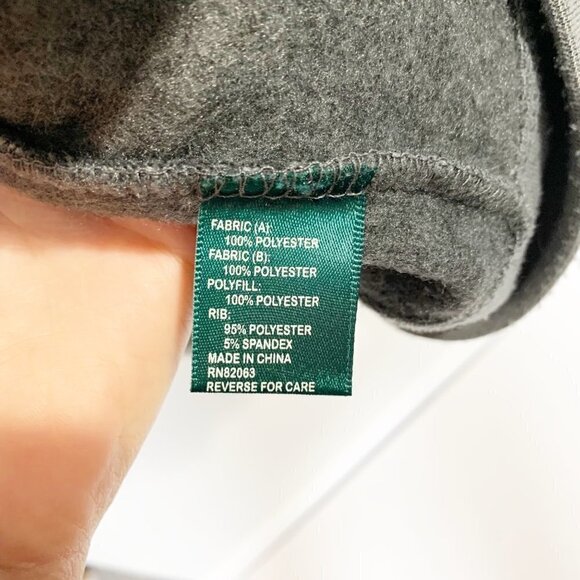 FABRIC (A):
100% POLYESTER
FABRIC (B):
100% POLYESTER
POLYFILL:
100% POLYESTER
RIB:
95% POLYESTER
5% SPANDEX
MADE IN CHINA
RN82063
REVERSE FOR CARE